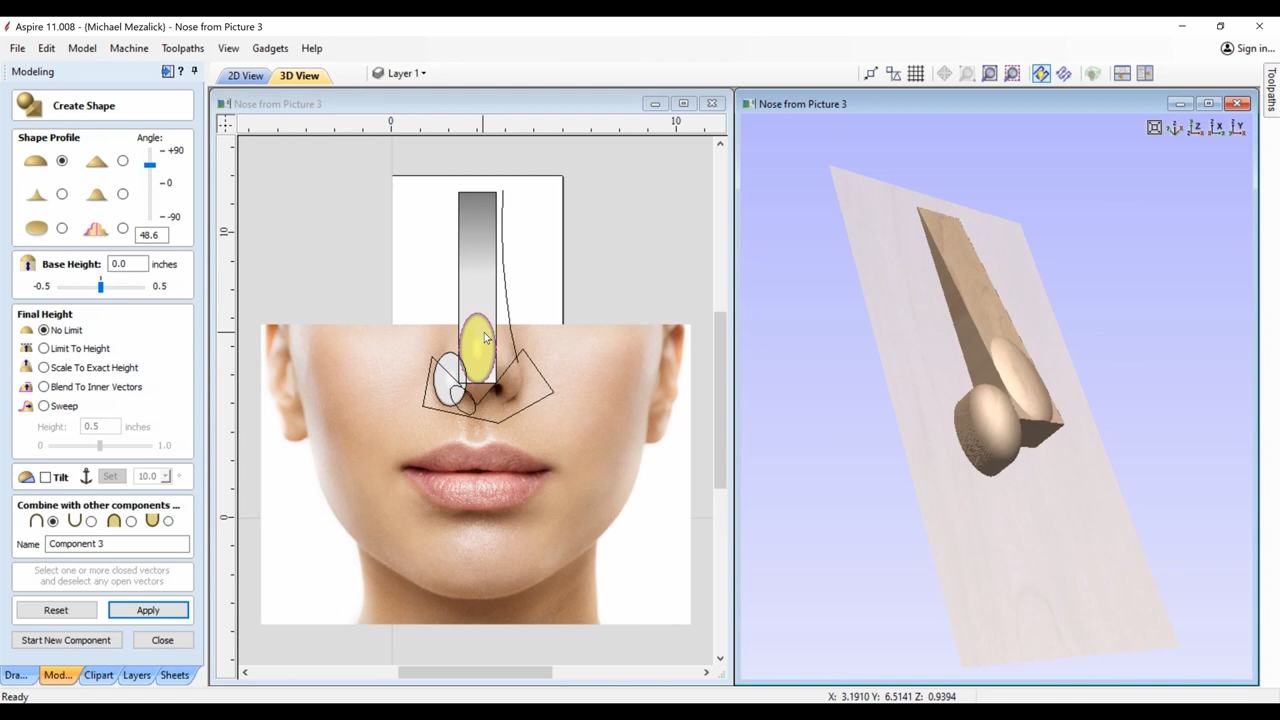 Aspire 11.008 - {Michael Mezalick} - Nose from Picture 3
File Edit Model Machine Toolpaths View Gadgets Help
Sign in...
Modeling ?
2D View 3D View Layer 1
Create Shape
Nose from Picture 3
Nose from Picture 3
Toolpaths
0 10
Shape Profile Angle:
+90
0
-90
48.6
Z X Y
10
0
Base Height: 0.0 inches
-0.5 0.5
Final Height
No Limit
Limit To Height
Scale To Exact Height
Blend To Inner Vectors
Sweep
Height: 0.5 inches
0 1.0
Tilt Set 10.0 °
Combine with other components ...
Name Component 3
Select one or more closed vectors
and deselect any open vectors
Reset Apply
Start New Component Close
Dra... Mod... Clipart Layers Sheets
Ready X: 3.1910 Y: 6.5141 Z: 0.9394